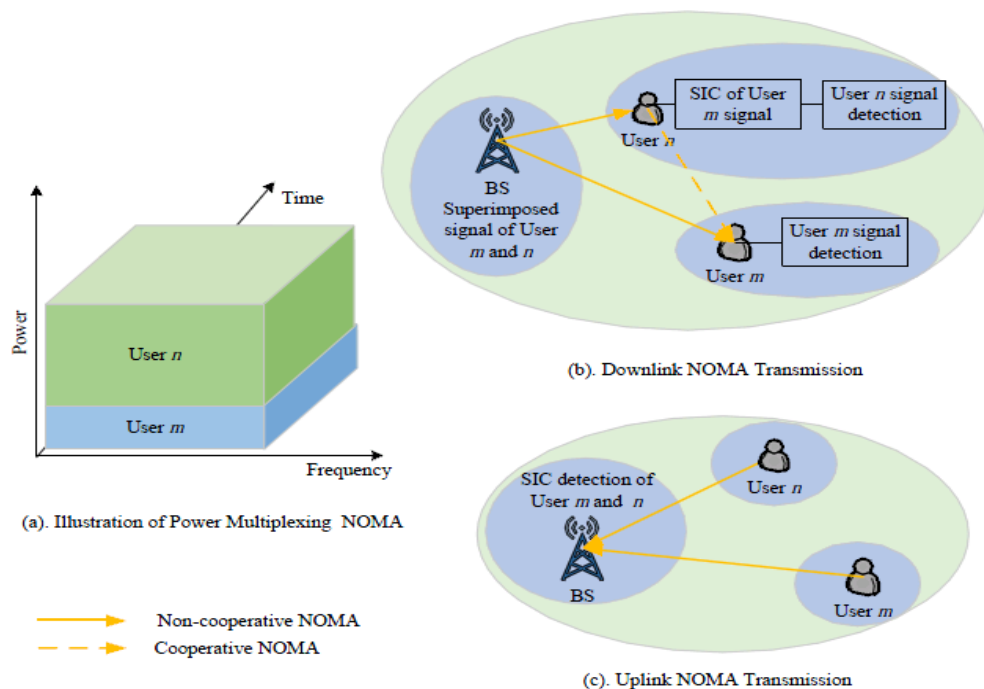 Power
Time
User n
User m
Frequency
(a). Illustration of Power Multiplexing NOMA
Non-cooperative NOMA
Cooperative NOMA
BS
Superimposed
signal of User
m and n
User n
SIC of User
m signal
User n signal
detection
User m
User m signal
detection
(b). Downlink NOMA Transmission
SIC detection of
User m and n
BS
User n
User m
(c). Uplink NOMA Transmission